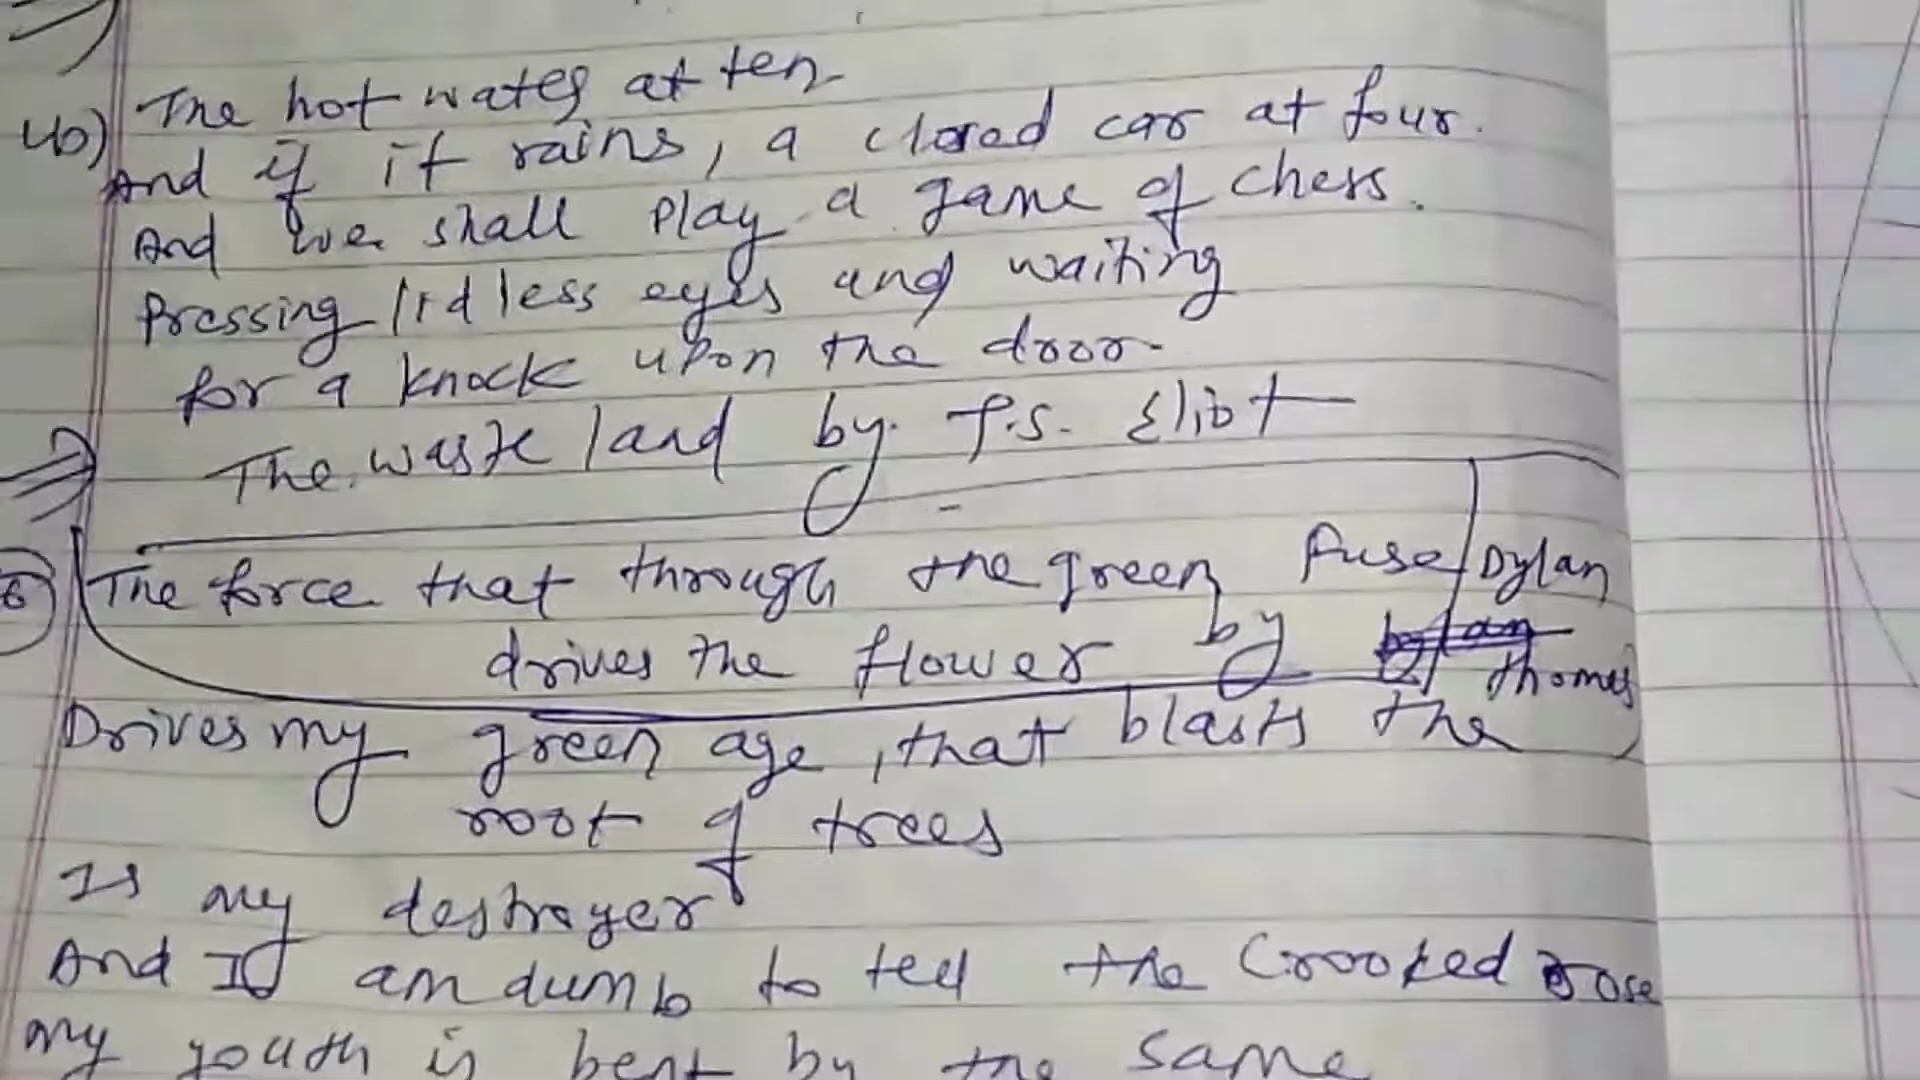 4b) The hot water at ten
And if it rains, a closed car at four.
And we shall play a game of chess.
Pressing lidless eyes and waiting
for a knock upon the door
The waste land by T.S. Eliot
6 The force that through the green fuse / Dylan
drives the flower by Thomas
Drives my green age, that blasts the
root of trees
Is my destroyer
And I am dumb to tell the Crooked rose
my youth is bent by the same